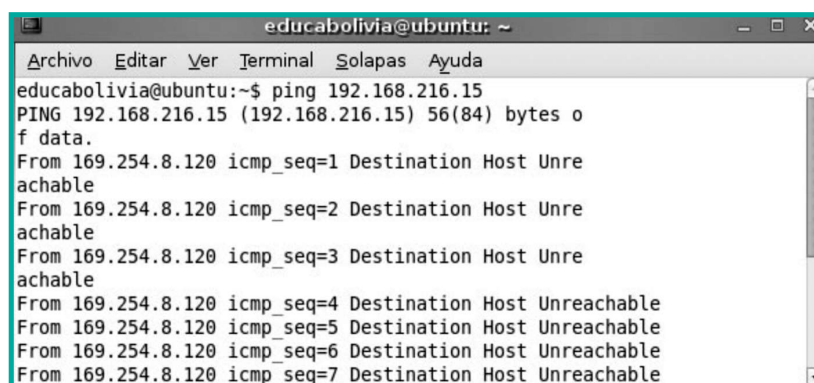 educabolivia@ubuntu: ~
Archivo Editar Ver Terminal Solapas Ayuda
educabolivia@ubuntu:~$ ping 192.168.216.15
PING 192.168.216.15 (192.168.216.15) 56(84) bytes o
f data.
From 169.254.8.120 icmp_seq=1 Destination Host Unre
achable
From 169.254.8.120 icmp_seq=2 Destination Host Unre
achable
From 169.254.8.120 icmp_seq=3 Destination Host Unre
achable
From 169.254.8.120 icmp_seq=4 Destination Host Unreachable
From 169.254.8.120 icmp_seq=5 Destination Host Unreachable
From 169.254.8.120 icmp_seq=6 Destination Host Unreachable
From 169.254.8.120 icmp_seq=7 Destination Host Unreachable